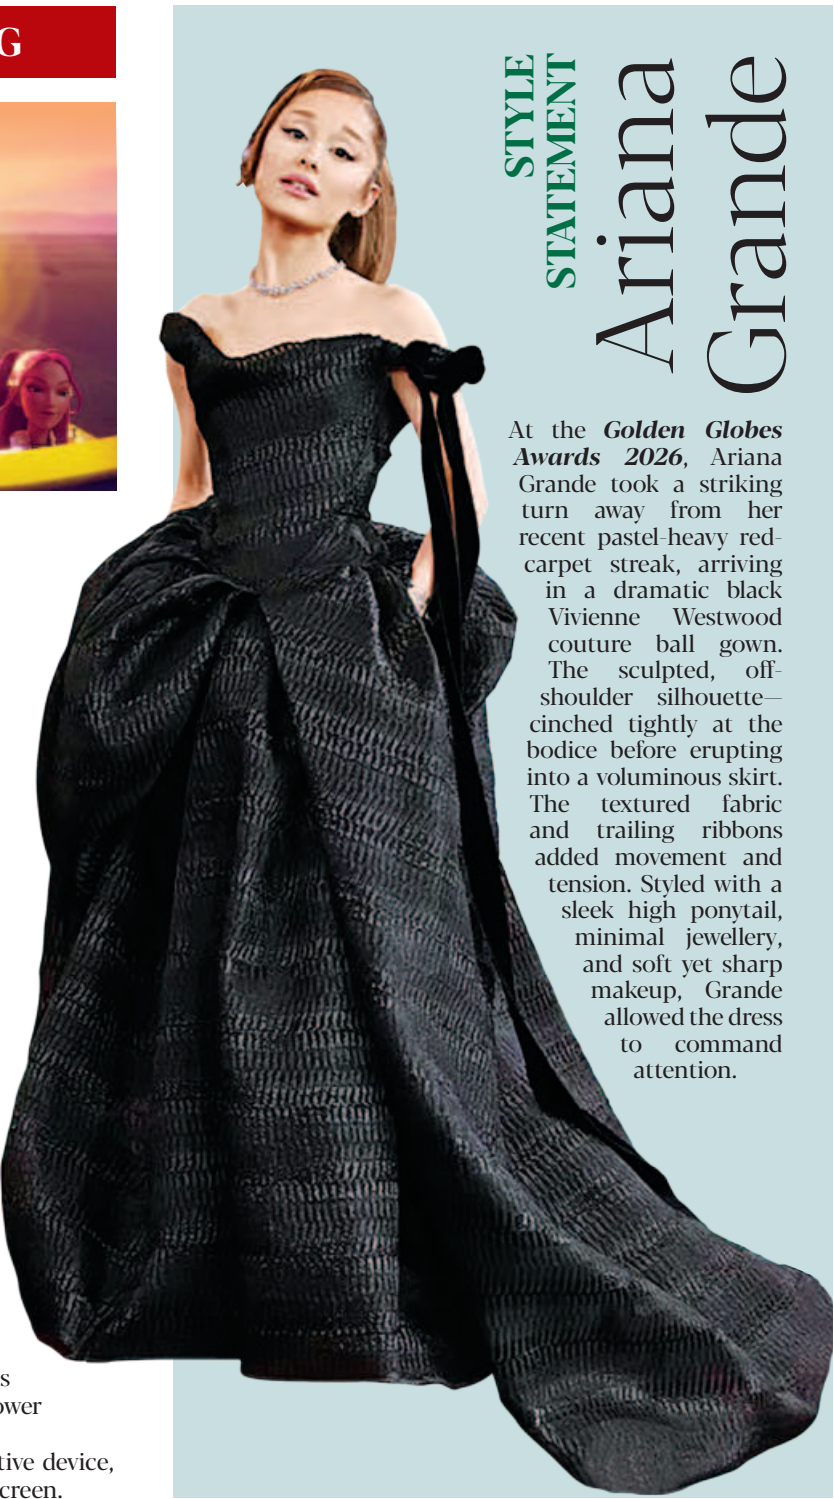 G
STYLE
STATEMENT
Ariana
Grande
At the Golden Globes
Awards 2026, Ariana
Grande took a striking
turn away from her
recent pastel-heavy red-
carpet streak, arriving
in a dramatic black
Vivienne Westwood
couture ball gown.
The sculpted, off-
shoulder silhouette—
cinched tightly at the
bodice before erupting
into a voluminous skirt.
The textured fabric
and trailing ribbons
added movement and
tension. Styled with a
sleek high ponytail,
minimal jewellery,
and soft yet sharp
makeup, Grande
allowed the dress
to command
attention.
s
ower
tive device,
creen.